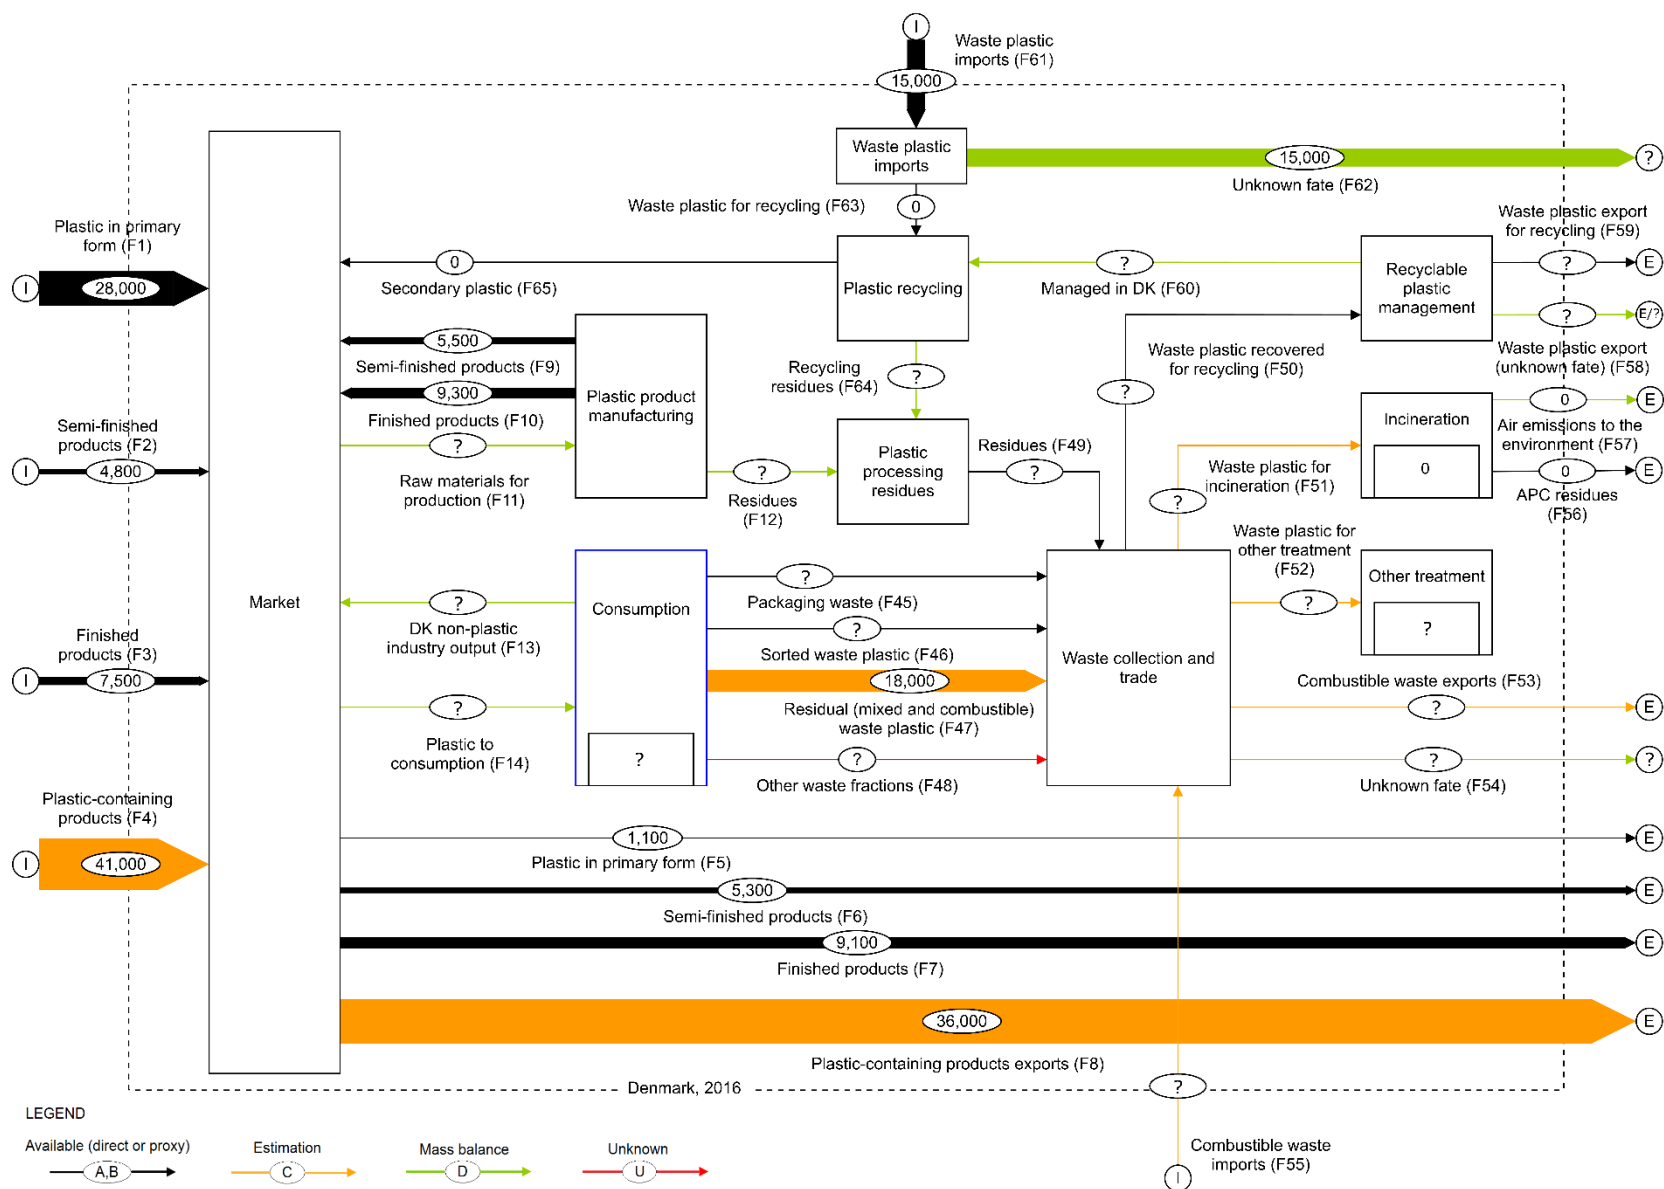 I
Waste plastic
imports (F61)
15,000
Waste plastic
imports
15,000
?
Unknown fate (F62)
Waste plastic for recycling (F63)
0
Waste plastic export
for recycling (F59)
Plastic in primary
form (F1)
I
28,000
0
Secondary plastic (F65)
Plastic recycling
?
Managed in DK (F60)
Recyclable
plastic
management
?
E
?
E/?
Waste plastic export
(unknown fate) (F58)
5,500
Semi-finished products (F9)
9,300
Finished products (F10)
Plastic product
manufacturing
Recycling
residues (F64)
?
Waste plastic recovered
for recycling (F50)
?
Incineration
0
0
E
Air emissions to the
environment (F57)
0
E
APC residues
(F56)
Semi-finished
products (F2)
I
4,800
?
Raw materials for
production (F11)
?
Residues
(F12)
Plastic
processing
residues
Residues (F49)
?
Waste plastic for
incineration (F51)
?
Waste plastic for
other treatment
(F52)
?
Other treatment
?
Market
Finished
products (F3)
I
7,500
?
DK non-plastic
industry output (F13)
?
Plastic to
consumption (F14)
Consumption
?
?
Packaging waste (F45)
?
Sorted waste plastic (F46)
18,000
Residual (mixed and combustible)
waste plastic (F47)
?
Other waste fractions (F48)
Waste collection and
trade
Combustible waste exports (F53)
?
E
?
?
Unknown fate (F54)
Plastic-containing
products (F4)
I
41,000
1,100
E
Plastic in primary form (F5)
5,300
E
Semi-finished products (F6)
9,100
E
Finished products (F7)
36,000
E
Plastic-containing products exports (F8)
Denmark, 2016
?
Combustible waste
imports (F55)
I
LEGEND
Available (direct or proxy)
A,B
Estimation
C
Mass balance
D
Unknown
U